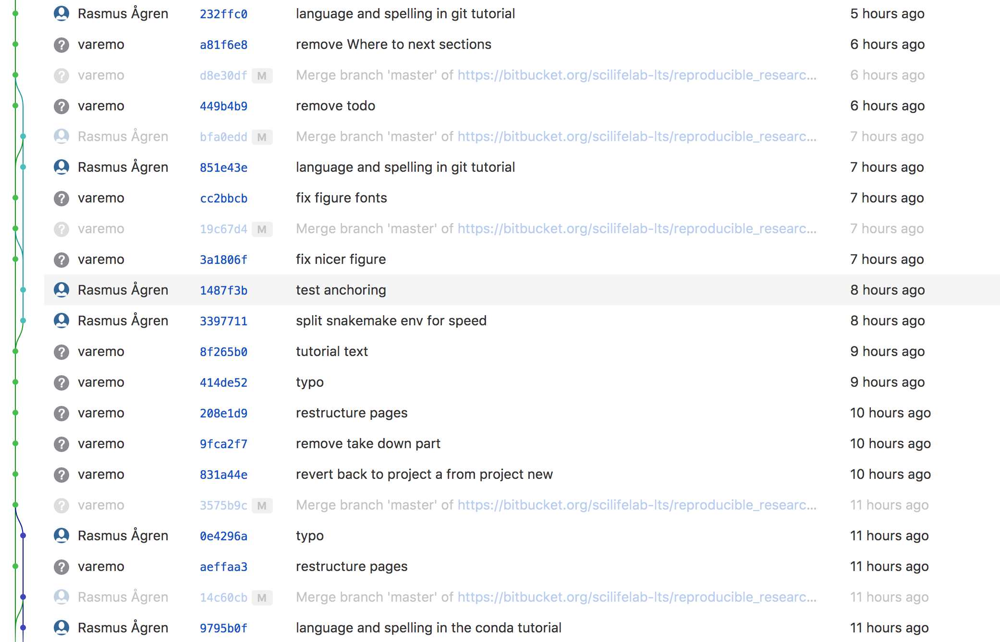 Rasmus Ågren 232ffc0 language and spelling in git tutorial 5 hours ago
? varemo a81f6e8 remove Where to next sections 6 hours ago
? varemo d8e30df M Merge branch 'master' of https://bitbucket.org/scilifelab-lts/reproducible_researc... 6 hours ago
? varemo 449b4b9 remove todo 6 hours ago
Rasmus Ågren bfa0edd M Merge branch 'master' of https://bitbucket.org/scilifelab-lts/reproducible_researc... 7 hours ago
Rasmus Ågren 851e43e language and spelling in git tutorial 7 hours ago
? varemo cc2bbcb fix figure fonts 7 hours ago
? varemo 19c67d4 M Merge branch 'master' of https://bitbucket.org/scilifelab-lts/reproducible_researc... 7 hours ago
? varemo 3a1806f fix nicer figure 7 hours ago
Rasmus Ågren 1487f3b test anchoring 8 hours ago
Rasmus Ågren 3397711 split snakemake env for speed 8 hours ago
? varemo 8f265b0 tutorial text 9 hours ago
? varemo 414de52 typo 9 hours ago
? varemo 208e1d9 restructure pages 10 hours ago
? varemo 9fca2f7 remove take down part 10 hours ago
? varemo 831a44e revert back to project a from project new 10 hours ago
? varemo 3575b9c M Merge branch 'master' of https://bitbucket.org/scilifelab-lts/reproducible_researc... 11 hours ago
Rasmus Ågren 0e4296a typo 11 hours ago
? varemo aeffaa3 restructure pages 11 hours ago
Rasmus Ågren 14c60cb M Merge branch 'master' of https://bitbucket.org/scilifelab-lts/reproducible_researc... 11 hours ago
Rasmus Ågren 9795b0f language and spelling in the conda tutorial 11 hours ago